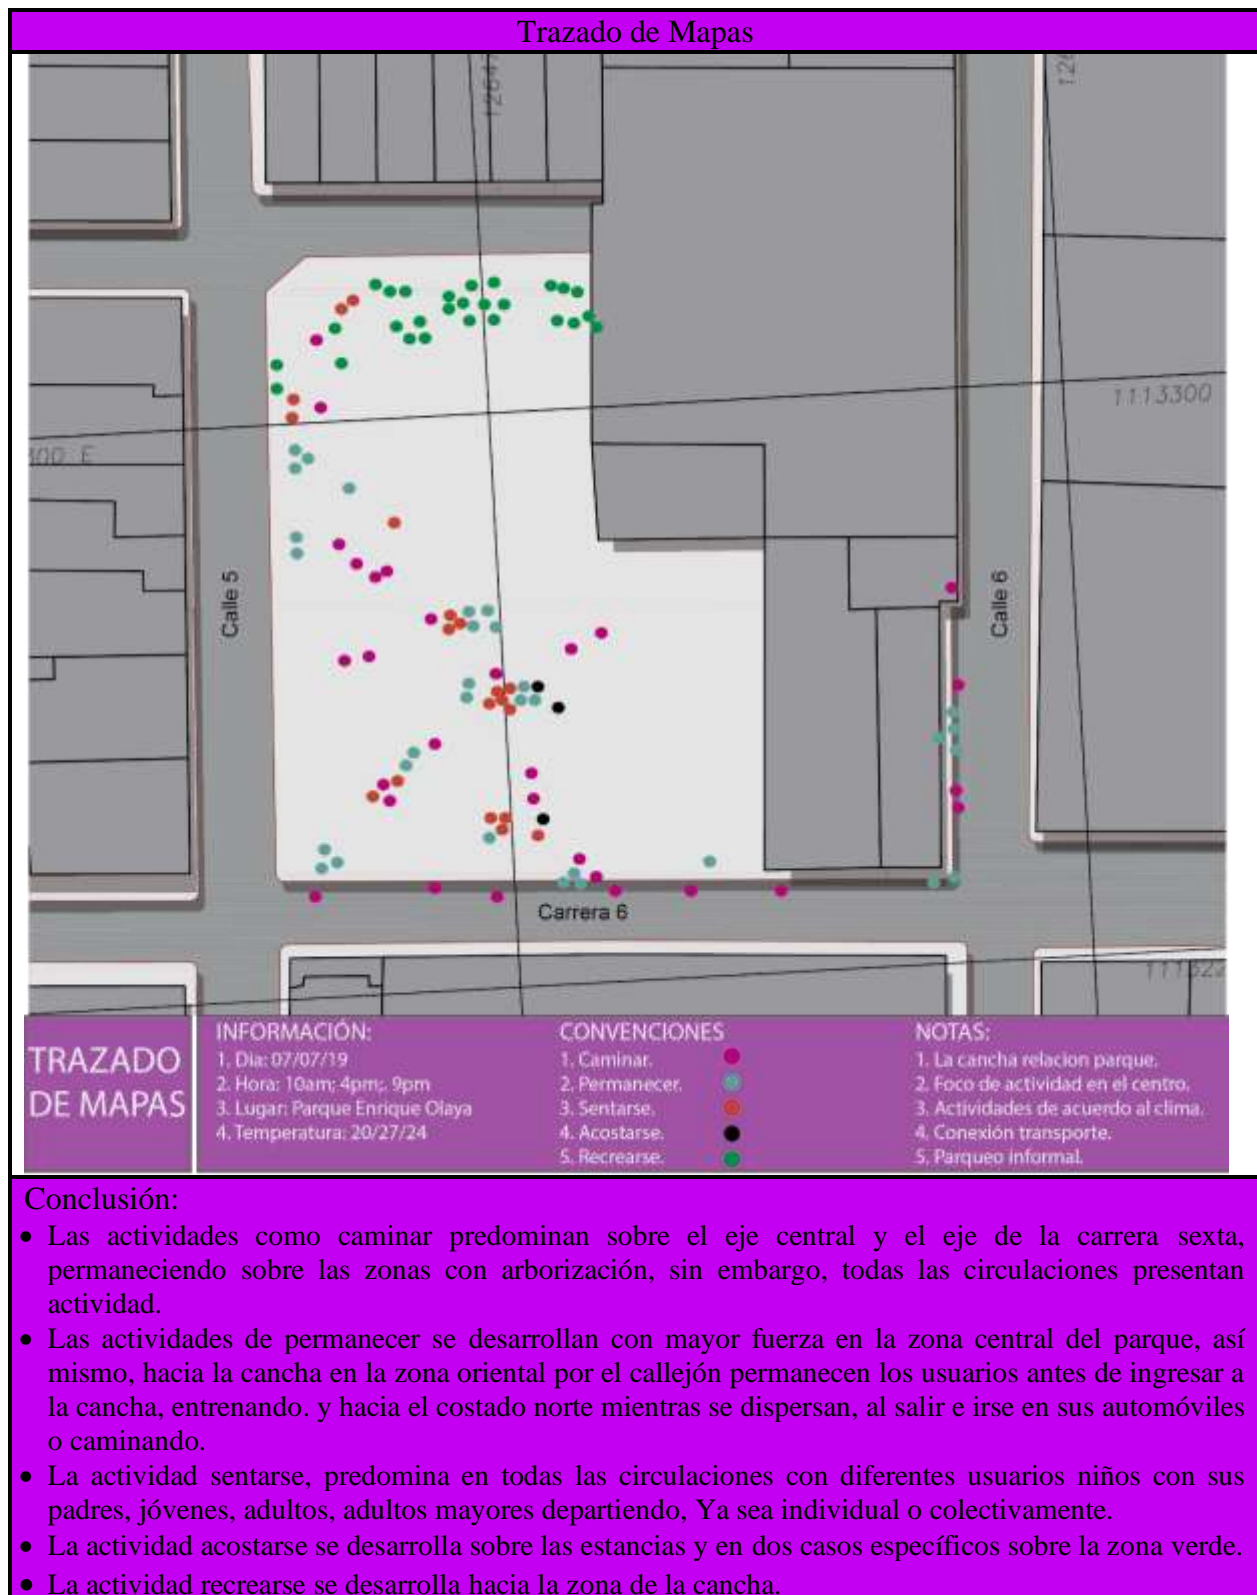 Trazado de Mapas
1113300
300 E
Calle 5
Calle 6
Carrera 6
TRAZADO
DE MAPAS
INFORMACIÓN:
1. Dia: 07/07/19
2. Hora: 10am; 4pm;. 9pm
3. Lugar: Parque Enrique Olaya
4. Temperatura: 20/27/24
CONVENCIONES
1. Caminar.
2. Permanecer.
3. Sentarse.
4. Acostarse.
5. Recrearse.
NOTAS:
1. La cancha relacion parque.
2. Foco de actividad en el centro.
3. Actividades de acuerdo al clima.
4. Conexión transporte.
5. Parqueo informal.
Conclusión:
• Las actividades como caminar predominan sobre el eje central y el eje de la carrera sexta,
permaneciendo sobre las zonas con arborización, sin embargo, todas las circulaciones presentan
actividad.
• Las actividades de permanecer se desarrollan con mayor fuerza en la zona central del parque, así
mismo, hacia la cancha en la zona oriental por el callejón permanecen los usuarios antes de ingresar a
la cancha, entrenando. y hacia el costado norte mientras se dispersan, al salir e irse en sus automóviles
o caminando.
• La actividad sentarse, predomina en todas las circulaciones con diferentes usuarios niños con sus
padres, jóvenes, adultos, adultos mayores departiendo, Ya sea individual o colectivamente.
• La actividad acostarse se desarrolla sobre las estancias y en dos casos específicos sobre la zona verde.
• La actividad recrearse se desarrolla hacia la zona de la cancha.